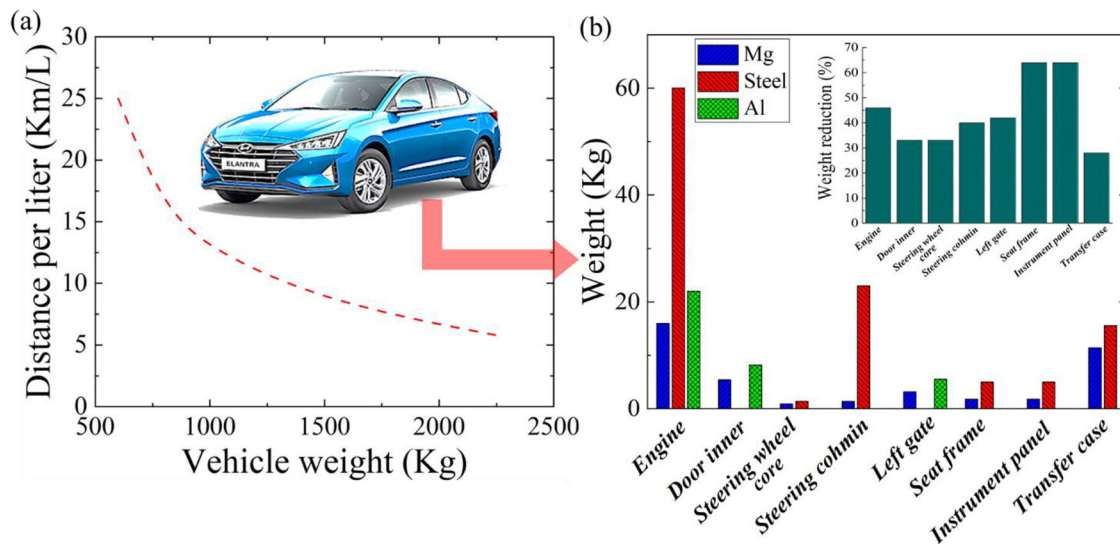 (a)
30
25
20
15
10
5
0
Distance per liter (Km/L)
ELANTRA
500 1000 1500 2000 2500
Vehicle weight (Kg)
(b)
Mg
Steel
Al
60
40
20
0
Weight (Kg)
Engine
Door inner
Steering wheel
core
Steering cohmin
Left gate
Seat frame
Instrument panel
Transfer case
70
60
50
40
30
20
10
0
Weight reduction (%)
Engine
Door inner
Steering wheel
core
Steering cohmin
Left gate
Seat frame
Instrument panel
Transfer case